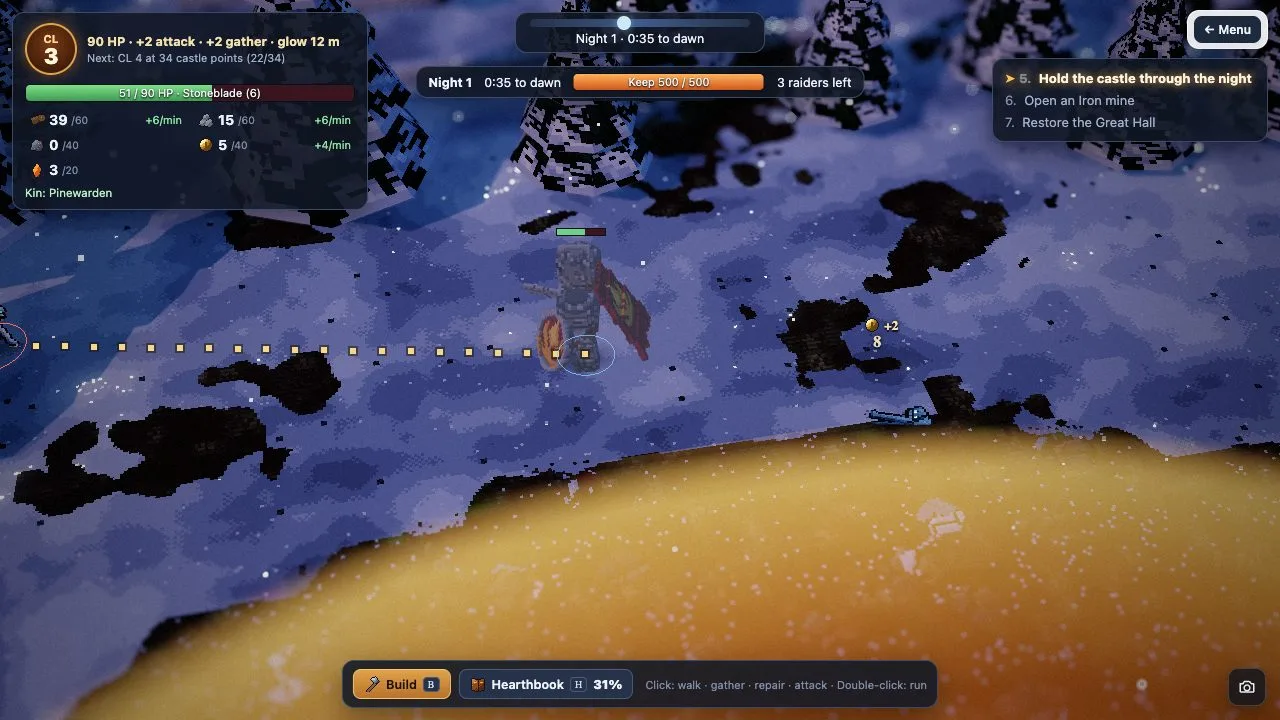 CL
3
90 HP · +2 attack · +2 gather · glow 12 m
Next: CL 4 at 34 castle points (22/34)
51 / 90 HP · Stoneblade (6)
39 /60 +6/min 15 /60 +6/min
0 /40 5 /40 +4/min
3 /20
Kin: Pinewarden
Night 1 · 0:35 to dawn
Night 1 0:35 to dawn Keep 500 / 500 3 raiders left
← Menu
➤ 5. Hold the castle through the night
6. Open an Iron mine
7. Restore the Great Hall
+2
8
Build B Hearthbook H 31% Click: walk · gather · repair · attack · Double-click: run